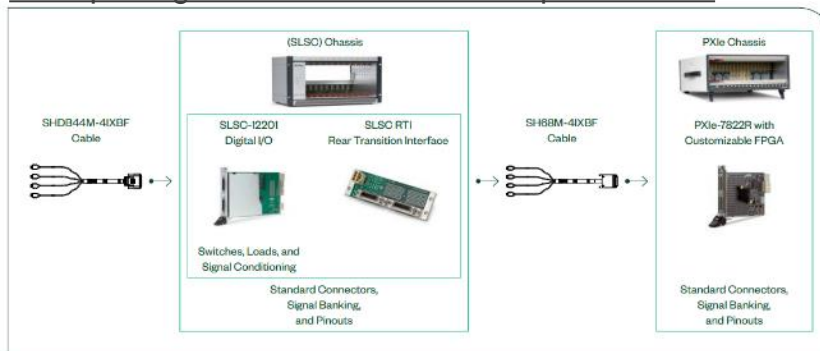 (SLSC) Chassis
PXIe Chassis
SHDB44M-4IXBF
Cable
SLSC-12201
Digital I/O
SLSC RTI
Rear Transition Interface
SH68M-4IXBF
Cable
PXIe-7822R with
Customizable FPGA
Switches, Loads, and
Signal Conditioning
Standard Connectors,
Signal Banking,
and Pinouts
Standard Connectors,
Signal Banking,
and Pinouts